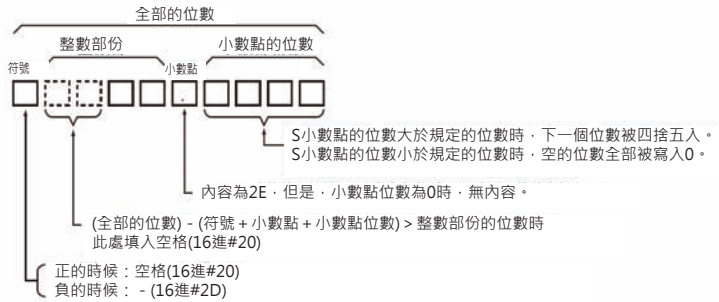 全部的位數
整數部份
小數點的位數
符號
小數點
.
S小數點的位數大於規定的位數時，下一個位數被四捨五入。
S小數點的位數小於規定的位數時，空的位數全部被寫入0。
內容為2E，但是，小數點位數為0時，無內容。
(全部的位數) - (符號 + 小數點 + 小數點位數) > 整數部份的位數時
此處填入空格(16進#20)
正的時候：空格(16進#20)
負的時候： - (16進#2D)